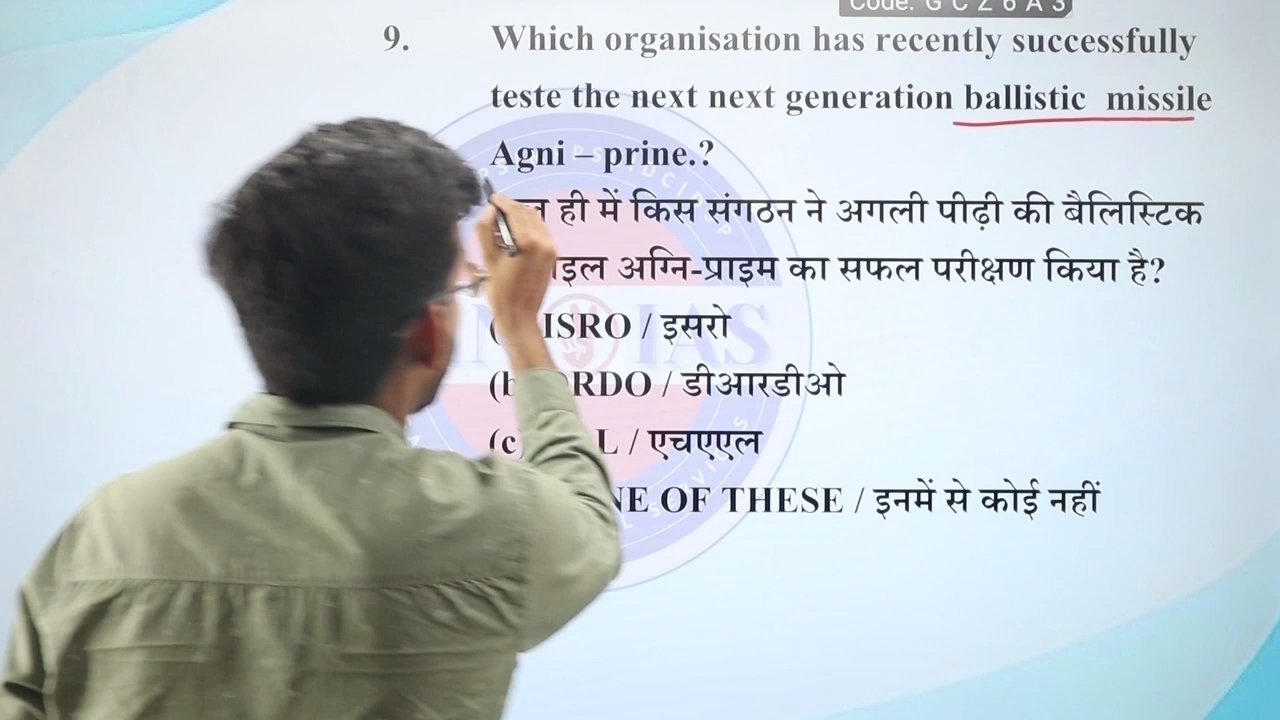 Code: G C Z 6 A 3
9. Which organisation has recently successfully
teste the next next generation ballistic missile
Agni – prine.?
ही में किस संगठन ने अगली पीढ़ी की बैलिस्टिक
अग्नि-प्राइम का सफल परीक्षण किया है?
ISRO / इसरो
(b RDO / डीआरडीओ
(c) L / एचएएल
NE OF THESE / इनमें से कोई नहीं
IAS